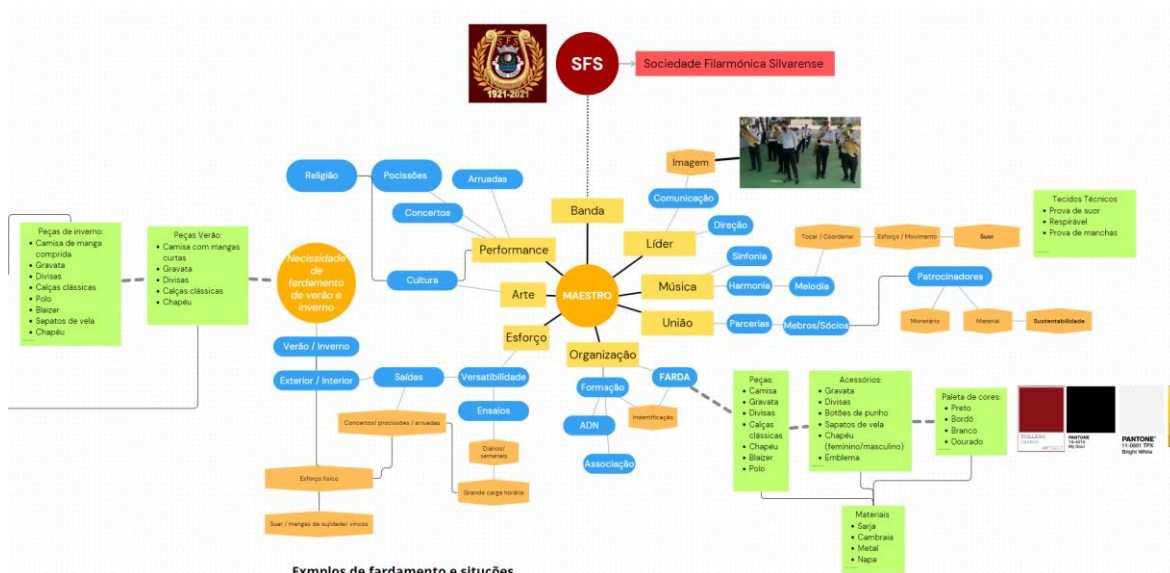 SFS
1921-2021
SFS
Sociedade Filarmónica Silvarense
Imagem
Religião
Pocissões
Arruadas
Comunicação
Concertos
Banda
Direção
Performance
Líder
Sinfonia
Cultura
Arte
MAESTRO
Música
Harmonia
Melodia
Tocar / Coordenar
Esforço / Movimento
Suor
Tecidos Técnicos
Prova de suor
Respirável
Prova de manchas
Patrocinadores
União
Parcerias
Mebros/Sócios
Monetário
Material
Sustentabilidade
Esforço
Organização
Peças de inverno:
Camisa de manga
comprida
Gravata
Divisas
Calças clássicas
Polo
Blaizer
Sapatos de vela
Chapéu
Peças Verão:
Camisa com mangas
curtas
Gravata
Divisas
Calças clássicas
Chapéu
Necissidade
de
fardamento
de verão e
inverno
Verão / Inverno
Exterior / Interior
Saídas
Versatibilidade
Ensaios
Concertos/ procissões / arruadas
Diários/
semanais
Esforço físico
Grande carga horária
Suar / mangas de sujidade/ vincos
Formação
FARDA
ADN
Indentificação
Associação
Peças:
Camisa
Gravata
Divisas
Calças
clássicas
Chapéu
Blaizer
Polo
Acessórios:
Gravata
Divisas
Botões de punho
Sapatos de vela
Chapéu
(feminino/masculino)
Emblema
Paleta de cores:
Preto
Bordô
Branco
Dourado
PANTONE
PANTONE®
11-0601 TPX
Bright White
Materiais
Sarja
Cambraia
Metal
Napa
Exmplos de fardamento e situções